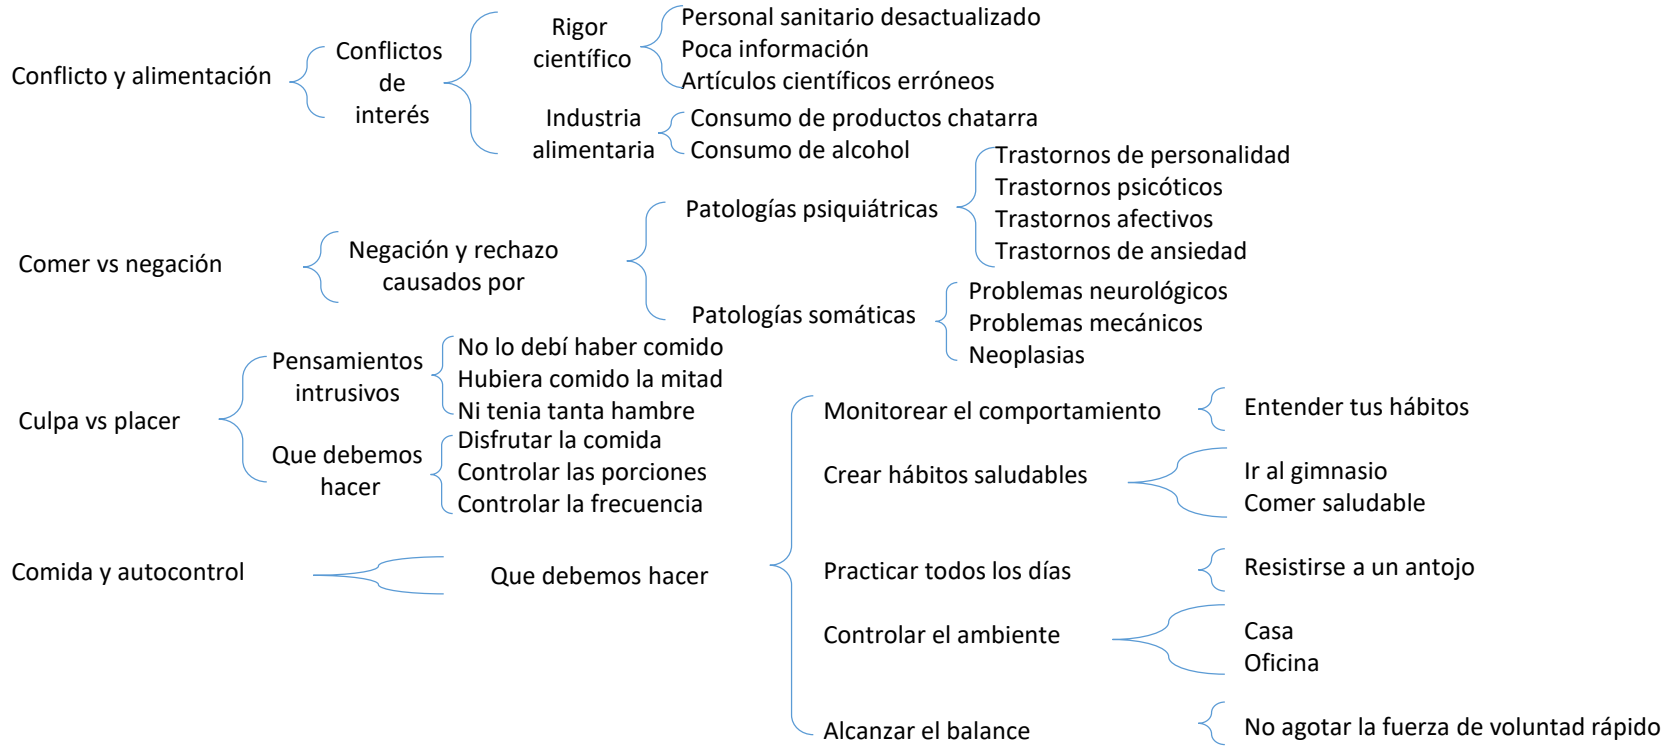 Conflicto y alimentación
Conflictos
de
interés
Rigor
científico
Personal sanitario desactualizado
Poca información
Artículos científicos erróneos
Industria
alimentaria
Consumo de productos chatarra
Consumo de alcohol
Comer vs negación
Negación y rechazo
causados por
Patologías psiquiátricas
Trastornos de personalidad
Trastornos psicóticos
Trastornos afectivos
Trastornos de ansiedad
Patologías somáticas
Problemas neurológicos
Problemas mecánicos
Neoplasias
Culpa vs placer
Pensamientos
intrusivos
No lo debí haber comido
Hubiera comido la mitad
Ni tenia tanta hambre
Que debemos
hacer
Disfrutar la comida
Controlar las porciones
Controlar la frecuencia
Comida y autocontrol
Que debemos hacer
Monitorear el comportamiento
Entender tus hábitos
Crear hábitos saludables
Ir al gimnasio
Comer saludable
Practicar todos los días
Resistirse a un antojo
Controlar el ambiente
Casa
Oficina
Alcanzar el balance
No agotar la fuerza de voluntad rápido